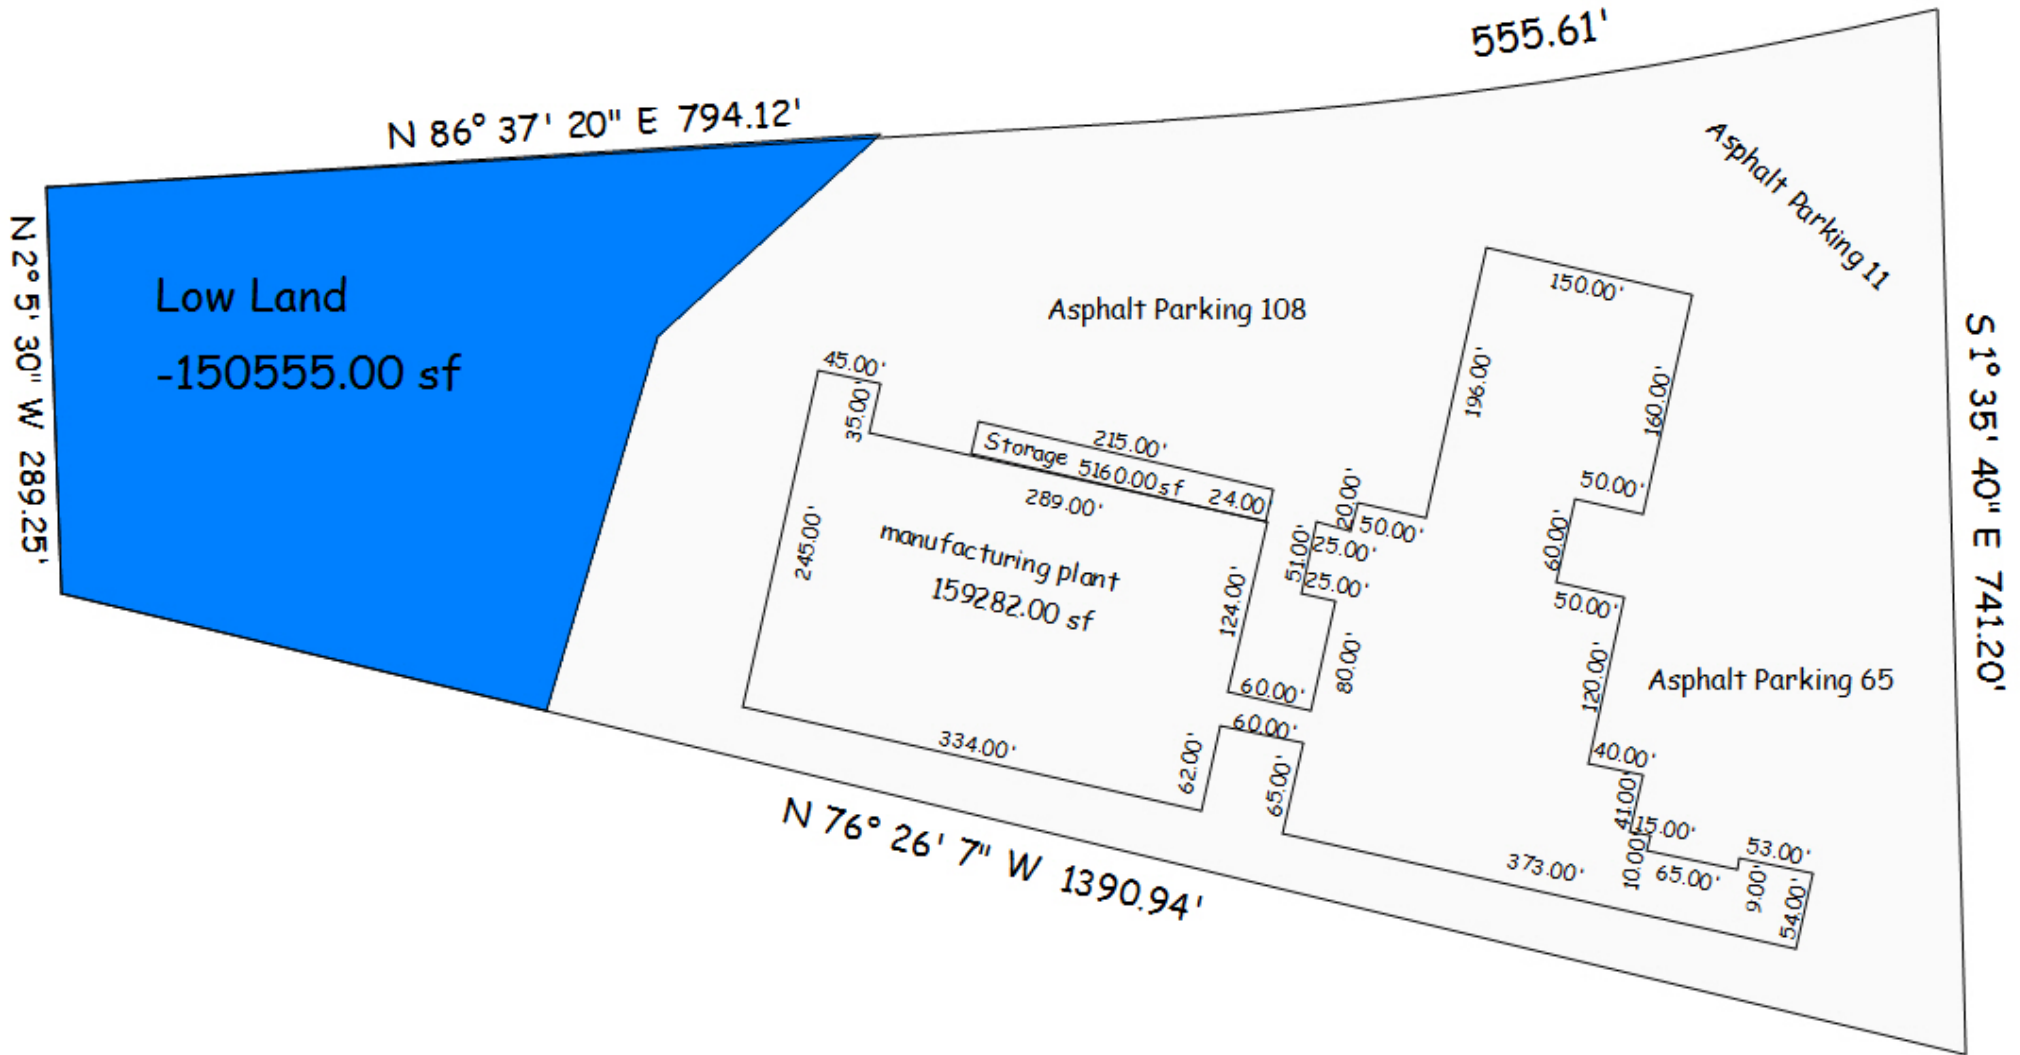 555.61'
N 86° 37' 20" E 794.12'
Asphalt Parking 11
N 2° 5' 30" W 289.25'
Low Land
-150555.00 sf
Asphalt Parking 108
150.00'
S 1° 35' 40" E 741.20'
45.00'
35.00'
196.00'
160.00'
215.00'
Storage 5160.00sf 24.00
289.00'
20.00'
50.00'
50.00'
245.00'
manufacturing plant
159282.00 sf
51.00'
25.00'
25.00'
60.00'
50.00'
124.00'
80.00'
120.00'
Asphalt Parking 65
60.00'
60.00'
334.00'
62.00'
65.00'
40.00'
41.00'
15.00'
10.00'
65.00'
53.00'
9.00'
54.00'
373.00'
N 76° 26' 7" W 1390.94'